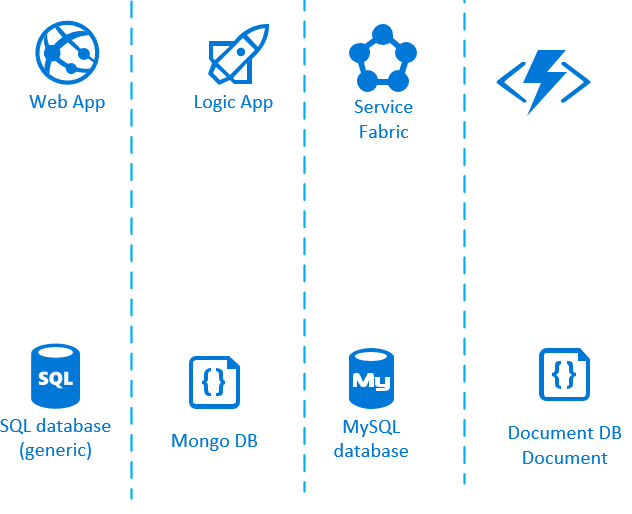 Web App
Logic App
Service
Fabric
SQL
SQL database
(generic)
{}
Mongo DB
My
MySQL
database
{}
Document DB
Document